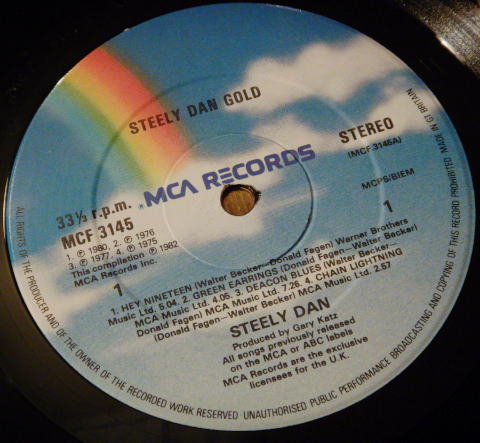 STEELY DAN GOLD
MCA RECORDS
STEREO
(MCF 3145A)
MCPS/BIEM
1
33⅓ r.p.m.
MCF 3145
1. ℗ 1980, 2. ℗ 1976
3. ℗ 1977. 4 ℗ 1975
This compilation ℗ 1982
MCA Records Inc.
1
1. HEY NINETEEN (Walter Becker—Donald Fagen) Warner Brothers
Music Ltd. 5.04. 2. GREEN EARRINGS (Donald Fagen—Walter Becker)
MCA Music Ltd. 4.05. 3. DEACON BLUES (Walter Becker—
Donald Fagen) MCA Music Ltd. 7.26. 4. CHAIN LIGHTNING
(Donald Fagen—Walter Becker) MCA Music Ltd. 2.57
STEELY DAN
Produced by Gary Katz
All songs previously released
on the MCA or ABC labels
MCA Records are the exclusive
licensees for the U.K.
ALL RIGHTS OF THE PRODUCER AND OF THE OWNER OF THE RECORDED WORK RESERVED · UNAUTHORISED PUBLIC PERFORMANCE BROADCASTING AND COPYING OF THIS RECORD PROHIBITED MADE IN GT BRITAIN